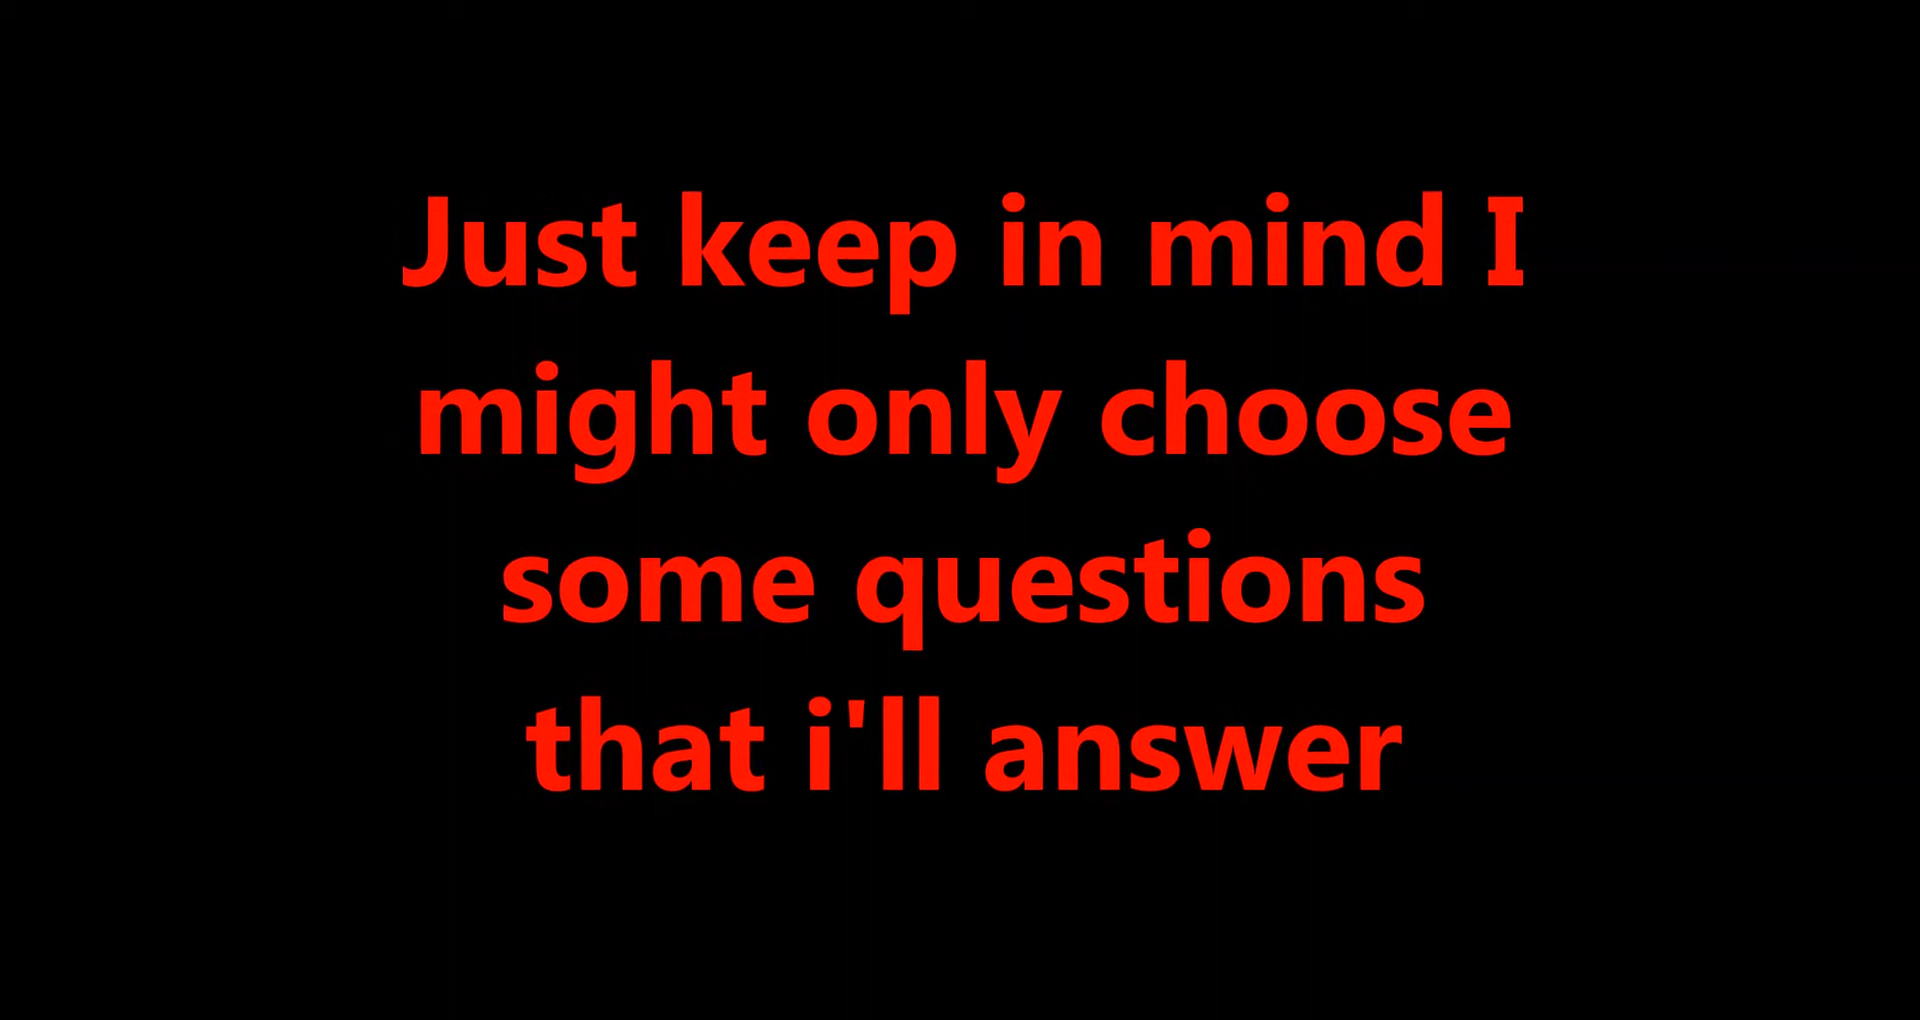 Just keep in mind I
might only choose
some questions
that i'll answer